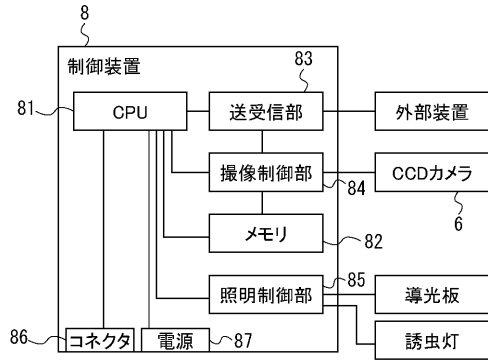 8
制御装置
83
81
CPU
送受信部
外部装置
撮像制御部
84
CCDカメラ
6
メモリ
82
85
照明制御部
導光板
86
コネクタ
電源
87
誘虫灯